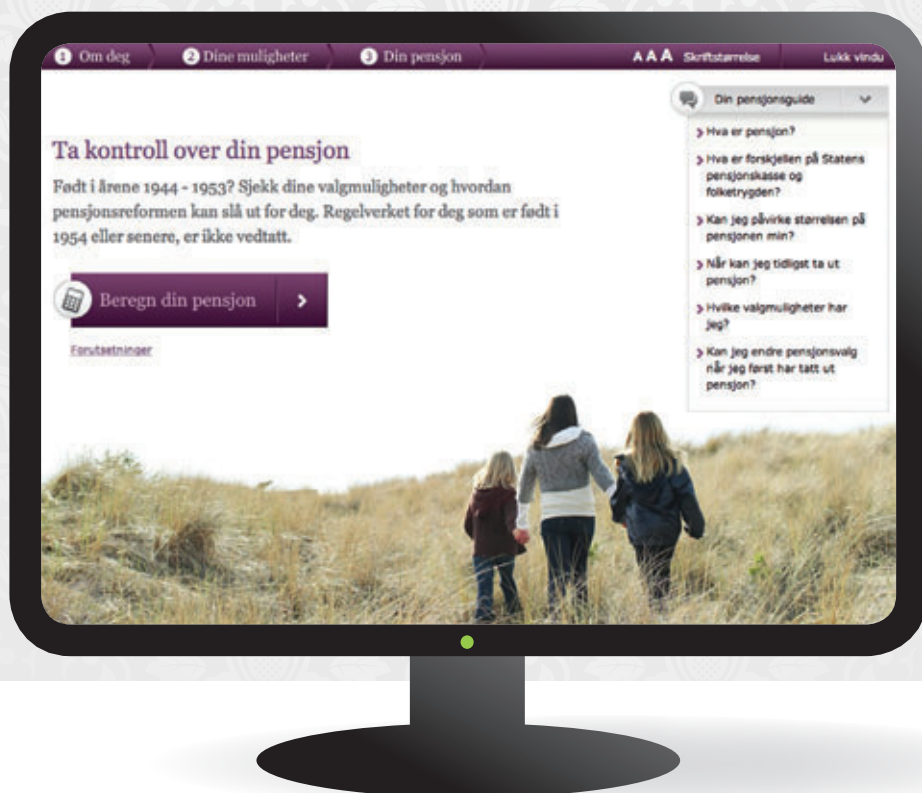 1 Om deg 2 Dine muligheter 3 Din pensjon A A A Skriftstørrelse Lukk vindu
Ta kontroll over din pensjon
Født i årene 1944 - 1953? Sjekk dine valgmuligheter og hvordan
pensjonsreformen kan slå ut for deg. Regelverket for deg som er født i
1954 eller senere, er ikke vedtatt.
Beregn din pensjon
Forutsetninger
Din pensjonsguide
Hva er pensjon?
Hva er forskjellen på Statens
pensjonskasse og
folketrygden?
Kan jeg påvirke størrelsen på
pensjonen min?
Når kan jeg tidligst ta ut
pensjon?
Hvilke valgmuligheter har
jeg?
Kan jeg endre pensjonsvalg
når jeg først har tatt ut
pensjon?